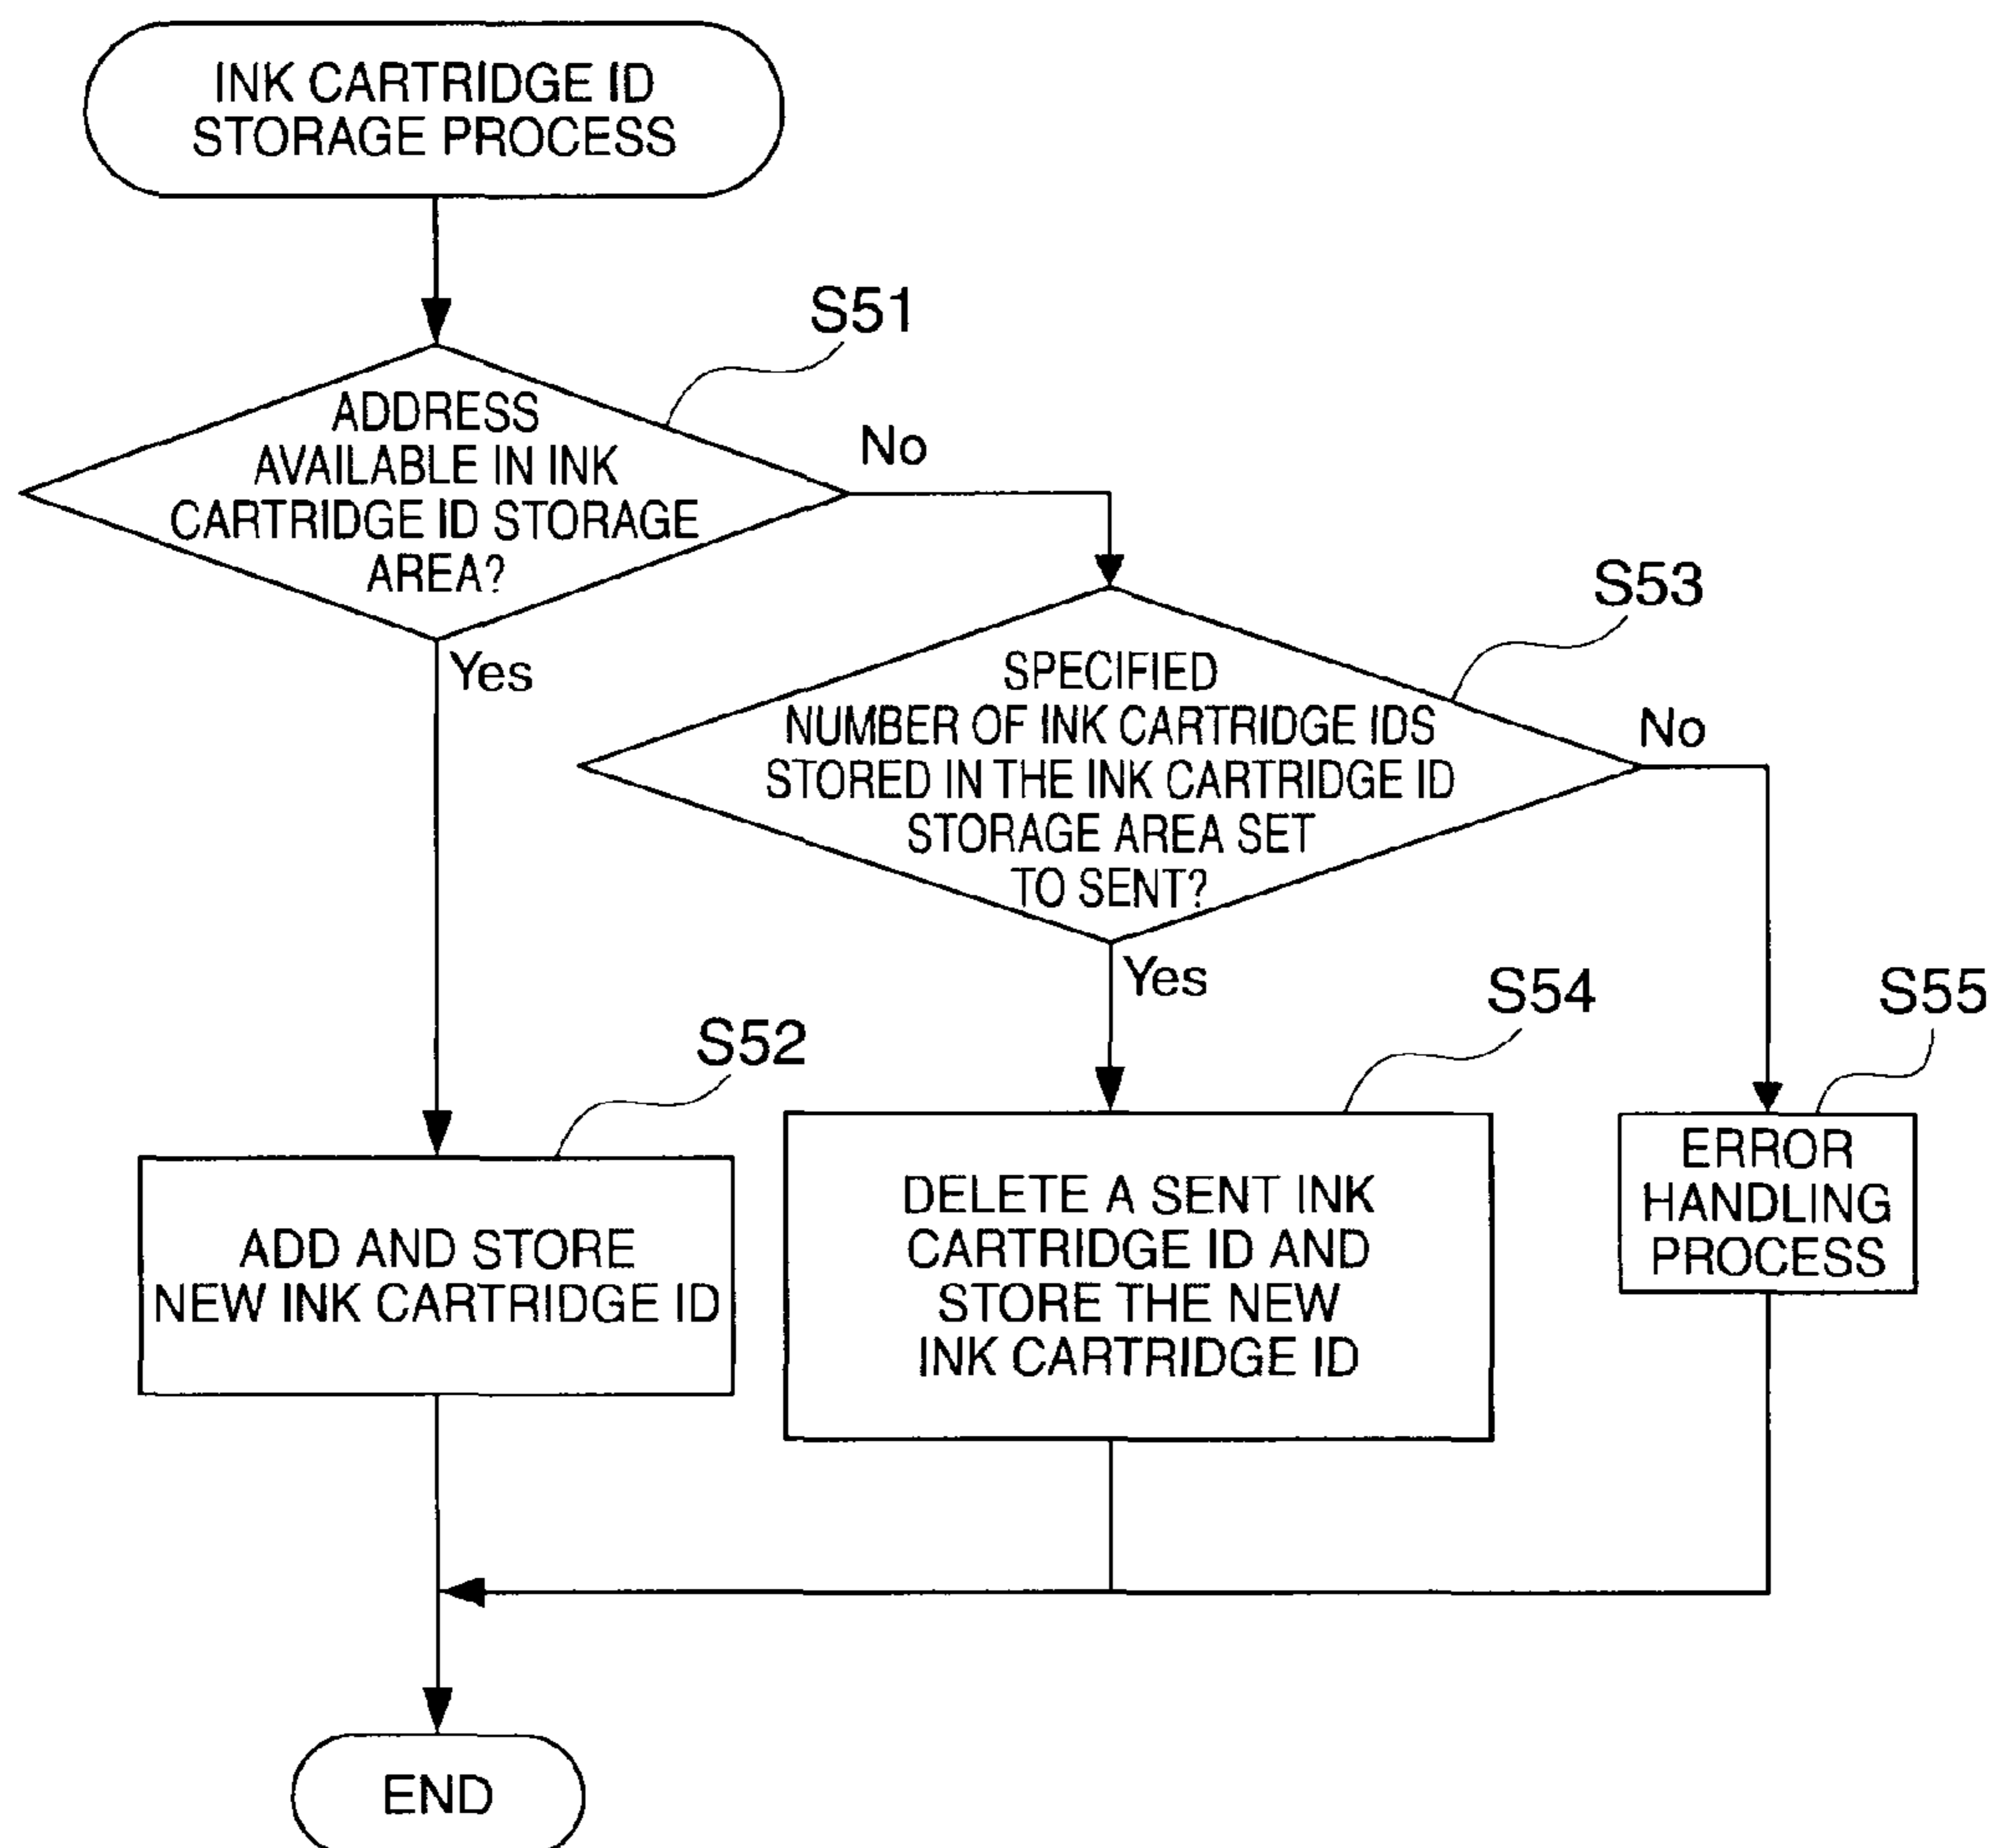 INK CARTRIDGE ID
STORAGE PROCESS
S51
ADDRESS
AVAILABLE IN INK
CARTRIDGE ID STORAGE
AREA?
No
Yes
S53
SPECIFIED
NUMBER OF INK CARTRIDGE IDS
STORED IN THE INK CARTRIDGE ID
STORAGE AREA SET
TO SENT?
No
Yes
S52
ADD AND STORE
NEW INK CARTRIDGE ID
S54
DELETE A SENT INK
CARTRIDGE ID AND
STORE THE NEW
INK CARTRIDGE ID
S55
ERROR
HANDLING
PROCESS
END